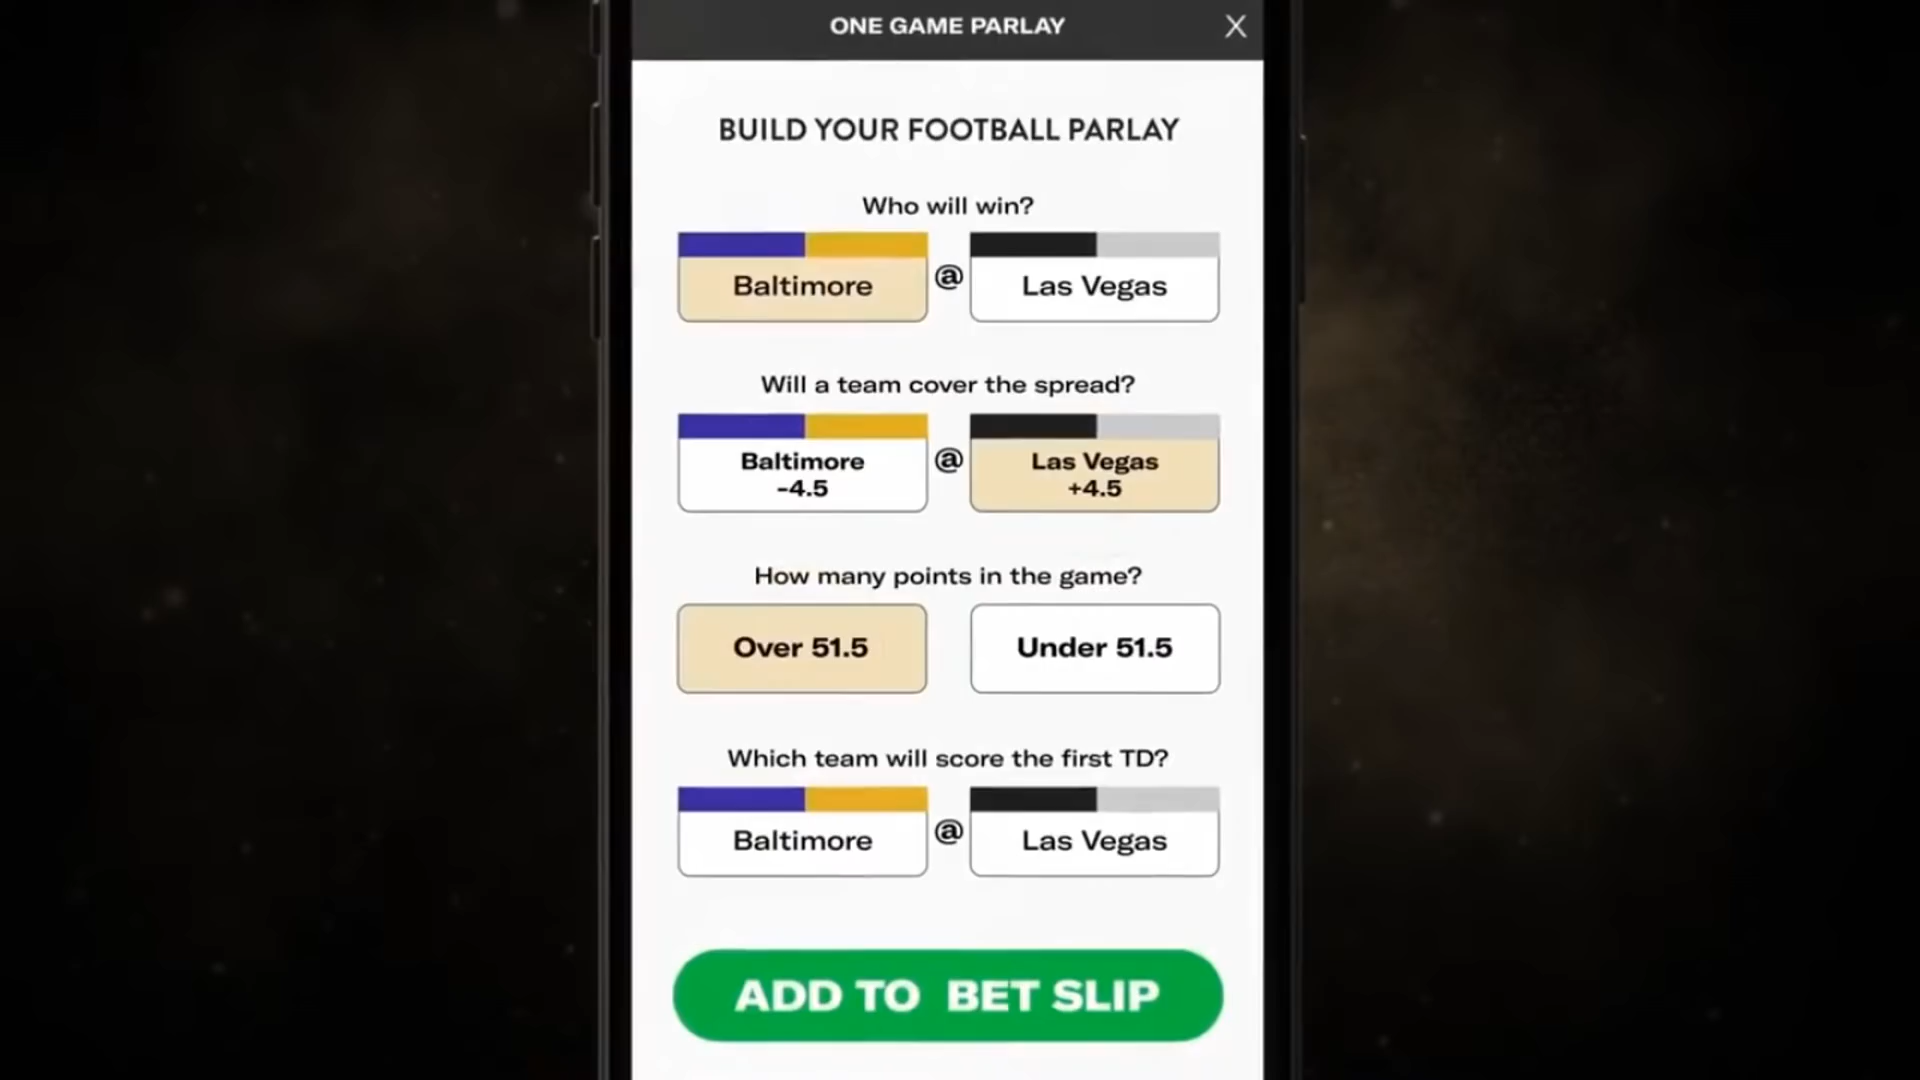 ONE GAME PARLAY X
BUILD YOUR FOOTBALL PARLAY
Who will win?
Baltimore @ Las Vegas
Will a team cover the spread?
Baltimore @ Las Vegas
-4.5 +4.5
How many points in the game?
Over 51.5 Under 51.5
Which team will score the first TD?
Baltimore @ Las Vegas
ADD TO BET SLIP